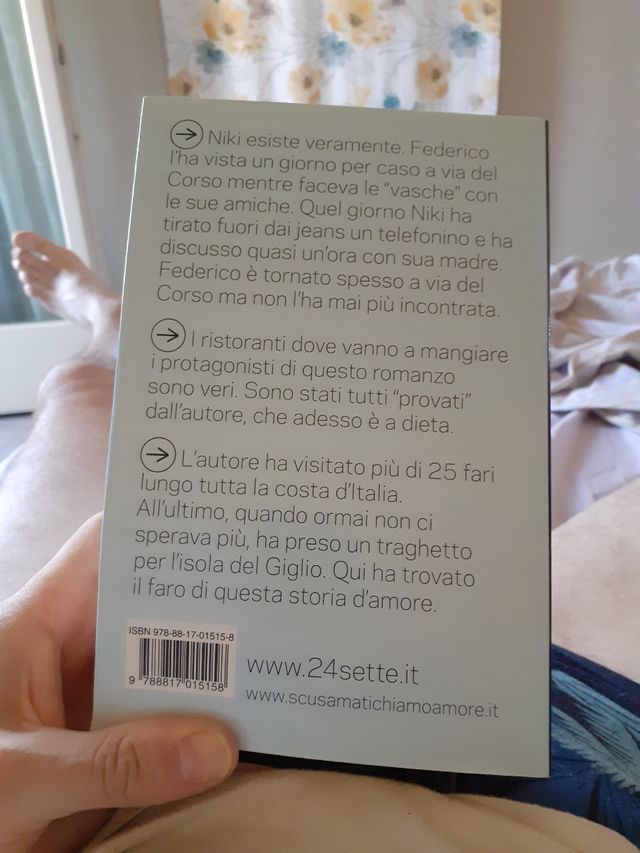 → Niki esiste veramente. Federico
l'ha vista un giorno per caso a via del
Corso mentre faceva le "vasche" con
le sue amiche. Quel giorno Niki ha
tirato fuori dai jeans un telefonino e ha
discusso quasi un'ora con sua madre.
Federico è tornato spesso a via del
Corso ma non l'ha mai più incontrata.
→ I ristoranti dove vanno a mangiare
i protagonisti di questo romanzo
sono veri. Sono stati tutti "provati"
dall'autore, che adesso è a dieta.
→ L'autore ha visitato più di 25 fari
lungo tutta la costa d'Italia.
All'ultimo, quando ormai non ci
sperava più, ha preso un traghetto
per l'isola del Giglio. Qui ha trovato
il faro di questa storia d'amore.
ISBN 978-88-17-01515-8
9 788817 015158
www.24sette.it
www.scusamatichiamoamore.it